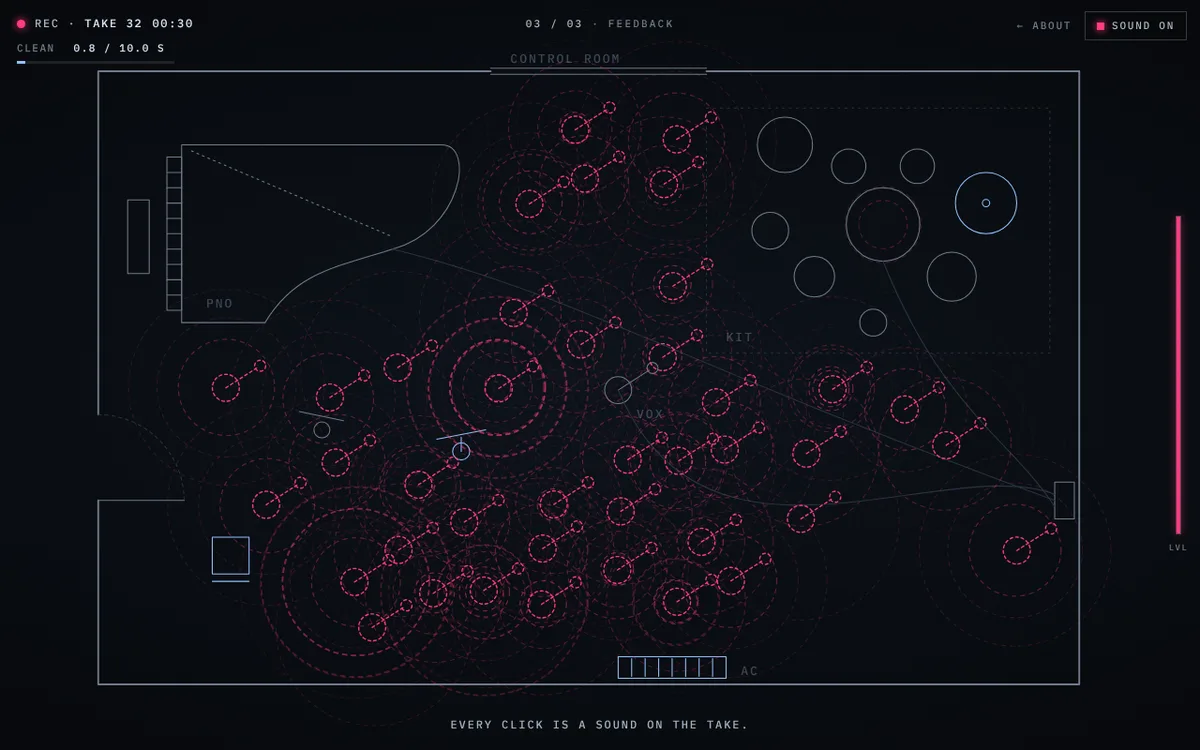 REC · TAKE 32 00:30
03 / 03 · FEEDBACK
← ABOUT
SOUND ON
CLEAN 0.8 / 10.0 S
CONTROL ROOM
PNO
KIT
VOX
LVL
AC
EVERY CLICK IS A SOUND ON THE TAKE.